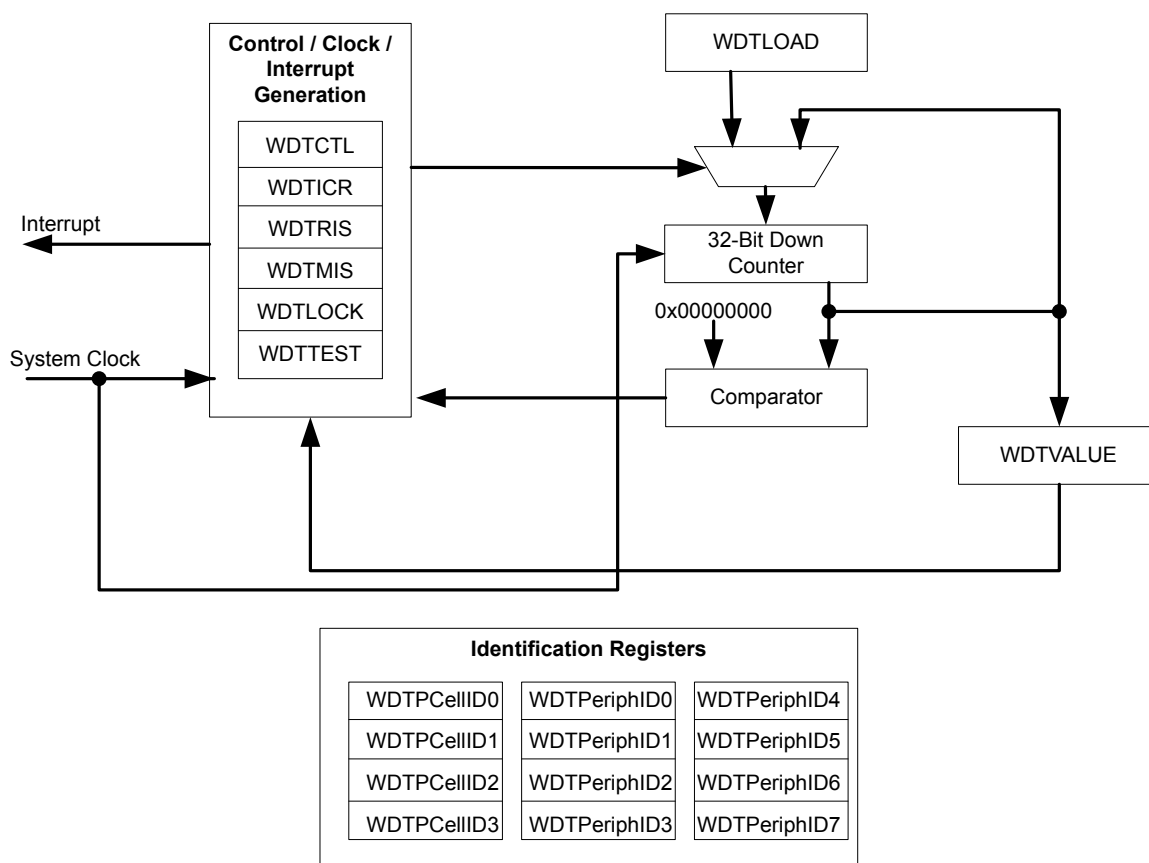 Control / Clock /
Interrupt
Generation
WDTCTL
WDTICR
WDTRIS
WDTMIS
WDTLOCK
WDTTEST
Interrupt
System Clock
WDTLOAD
32-Bit Down
Counter
0x00000000
Comparator
WDTVALUE
Identification Registers
WDTPCellID0
WDTPCellID1
WDTPCellID2
WDTPCellID3
WDTPeriphID0
WDTPeriphID1
WDTPeriphID2
WDTPeriphID3
WDTPeriphID4
WDTPeriphID5
WDTPeriphID6
WDTPeriphID7